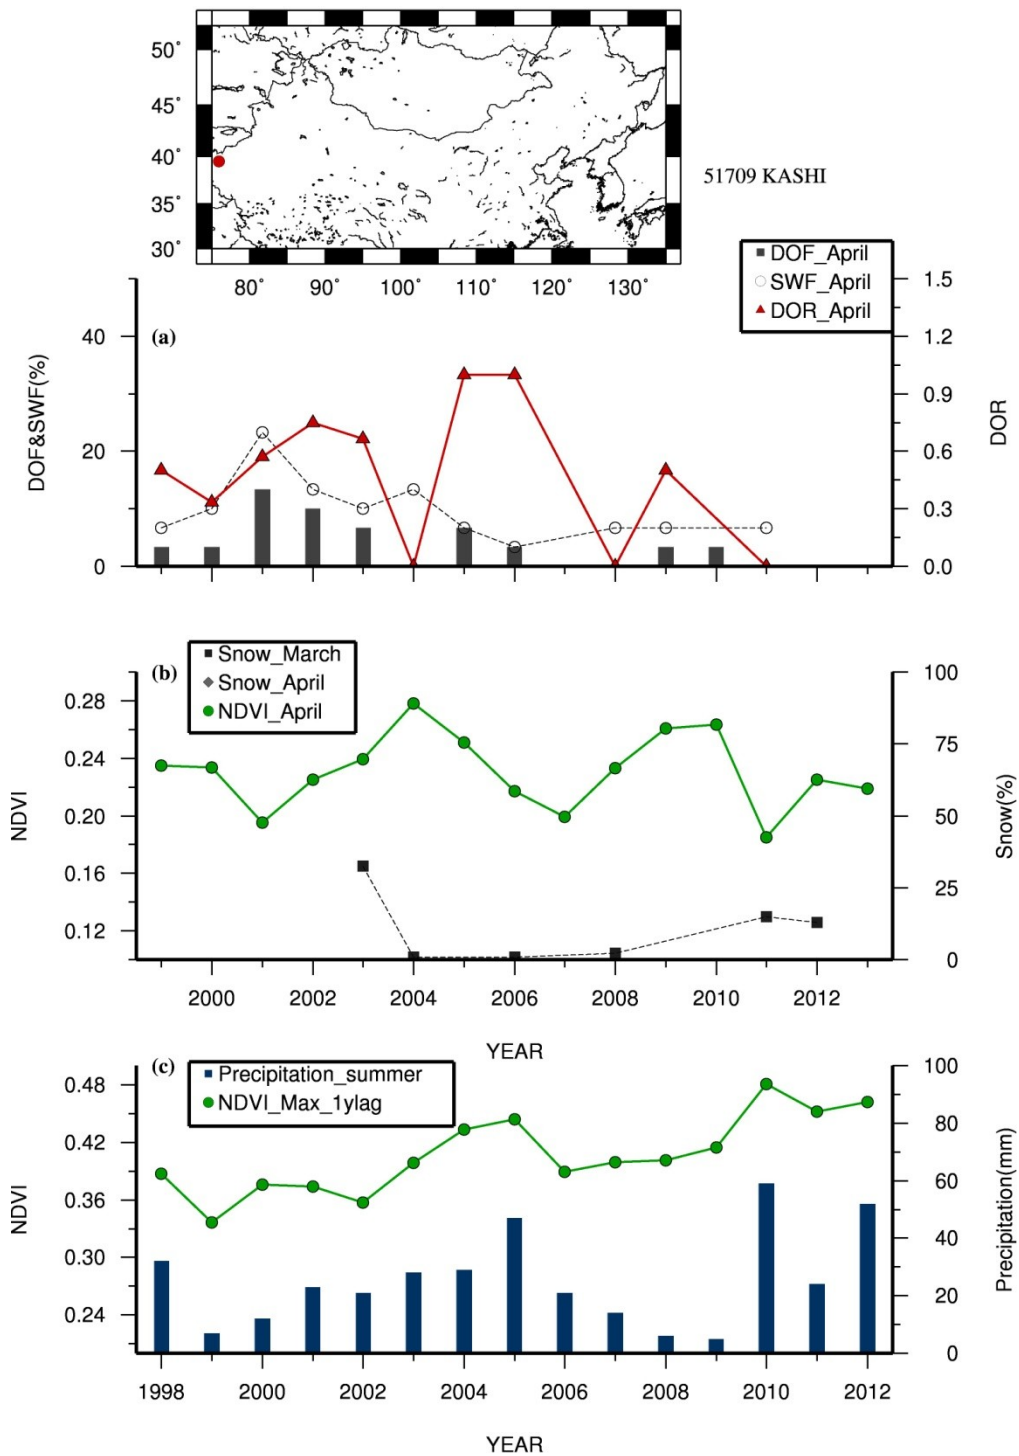 50°
45°
40°
35°
30°
80° 90° 100° 110° 120° 130°
51709 KASHI
DOF_April
SWF_April
DOR_April
(a)
40
20
0
DOF&SWF(%)
1.5
1.2
0.9
0.6
0.3
0.0
DOR
Snow_March
Snow_April
NDVI_April
(b)
0.28
0.24
0.20
0.16
0.12
NDVI
100
75
50
25
0
Snow(%)
2000 2002 2004 2006 2008 2010 2012
YEAR
(c)
Precipitation_summer
NDVI_Max_1ylag
0.48
0.42
0.36
0.30
0.24
NDVI
100
80
60
40
20
0
Precipitation(mm)
1998 2000 2002 2004 2006 2008 2010 2012
YEAR